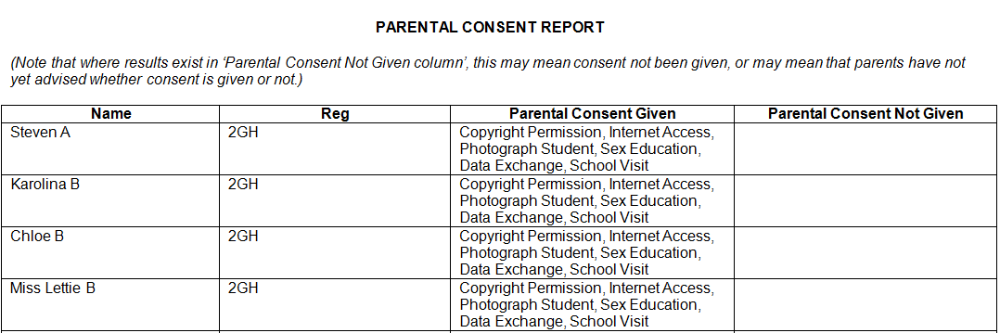 PARENTAL CONSENT REPORT
(Note that where results exist in ‘Parental Consent Not Given column’, this may mean consent not been given, or may mean that parents have not
yet advised whether consent is given or not.)
Name Reg Parental Consent Given Parental Consent Not Given
Steven A 2GH Copyright Permission, Internet Access,
Photograph Student, Sex Education,
Data Exchange, School Visit
Karolina B 2GH Copyright Permission, Internet Access,
Photograph Student, Sex Education,
Data Exchange, School Visit
Chloe B 2GH Copyright Permission, Internet Access,
Photograph Student, Sex Education,
Data Exchange, School Visit
Miss Lettie B 2GH Copyright Permission, Internet Access,
Photograph Student, Sex Education,
Data Exchange, School Visit